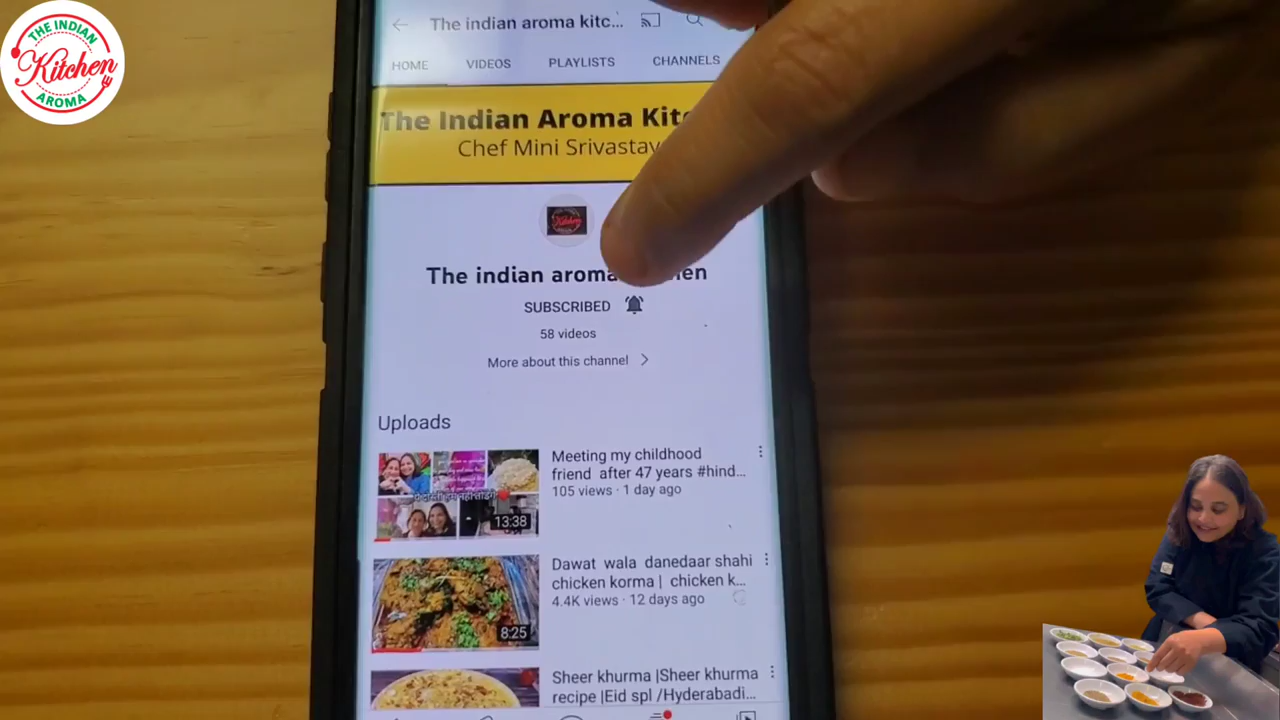 THE INDIAN
Kitchen
AROMA
The indian aroma kitc...
HOME VIDEOS PLAYLISTS CHANNELS
The Indian Aroma Kit
Chef Mini Srivastav
Kitchen
The indian aroma
SUBSCRIBED
58 videos
More about this channel
Uploads
Meeting my childhood
friend after 47 years #hind...
105 views · 1 day ago
13:38
Dawat wala danedaar shahi
chicken korma | chicken k...
4.4K views · 12 days ago
8:25
Sheer khurma |Sheer khurma
recipe |Eid spl /Hyderabadi...